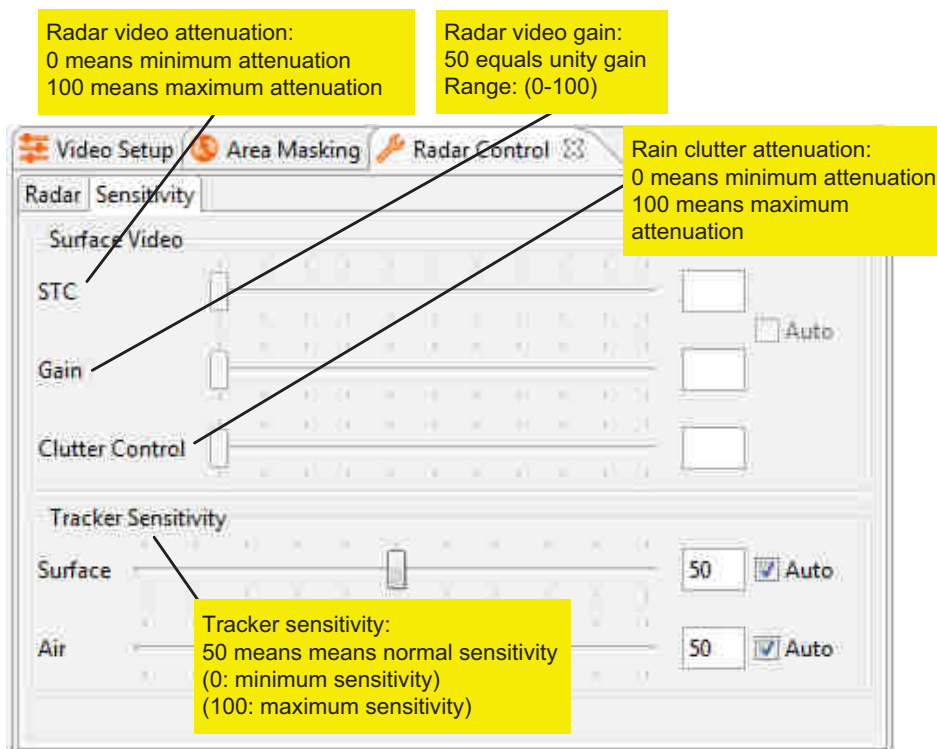 Radar video attenuation:
0 means minimum attenuation
100 means maximum attenuation
Radar video gain:
50 equals unity gain
Range: (0-100)
Rain clutter attenuation:
0 means minimum attenuation
100 means maximum
attenuation
Video Setup Area Masking Radar Control
Radar Sensitivity
Surface Video
STC
Auto
Gain
Clutter Control
Tracker Sensitivity
Surface 50 Auto
Tracker sensitivity:
50 means means normal sensitivity
(0: minimum sensitivity)
(100: maximum sensitivity)
Air 50 Auto